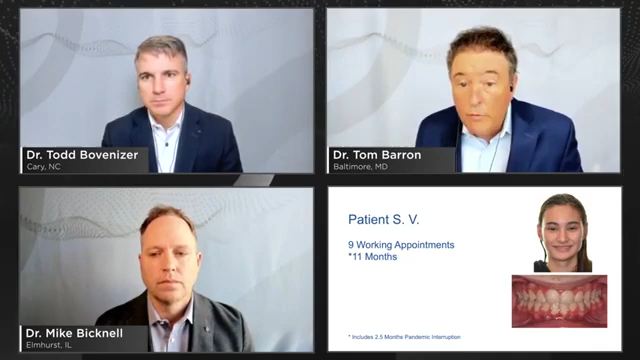 Dr. Todd Bovenizer
Cary, NC
Dr. Tom Barron
Baltimore, MD
Dr. Mike Bicknell
Elmhurst, IL
Patient S. V.
9 Working Appointments
*11 Months
* Includes 2.5 Months Pandemic Interruption